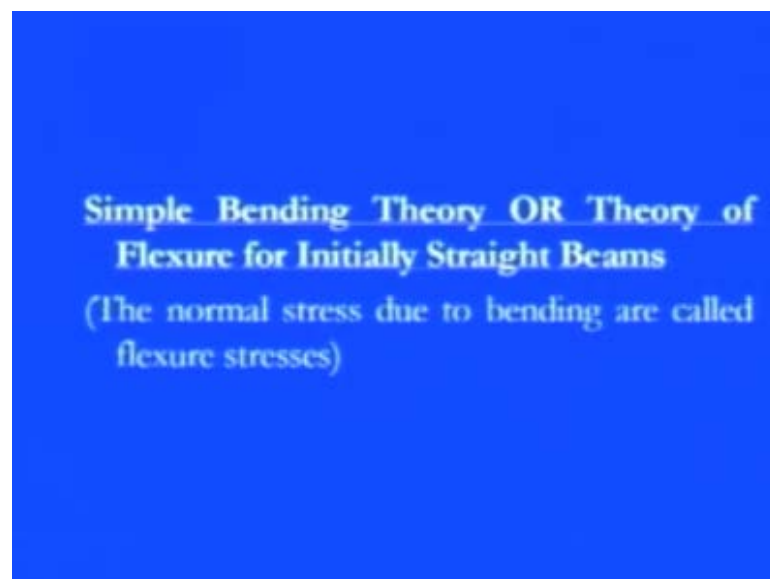 Simple Bending Theory OR Theory of
Flexure for Initially Straight Beams
(The normal stress due to bending are called
flexure stresses)